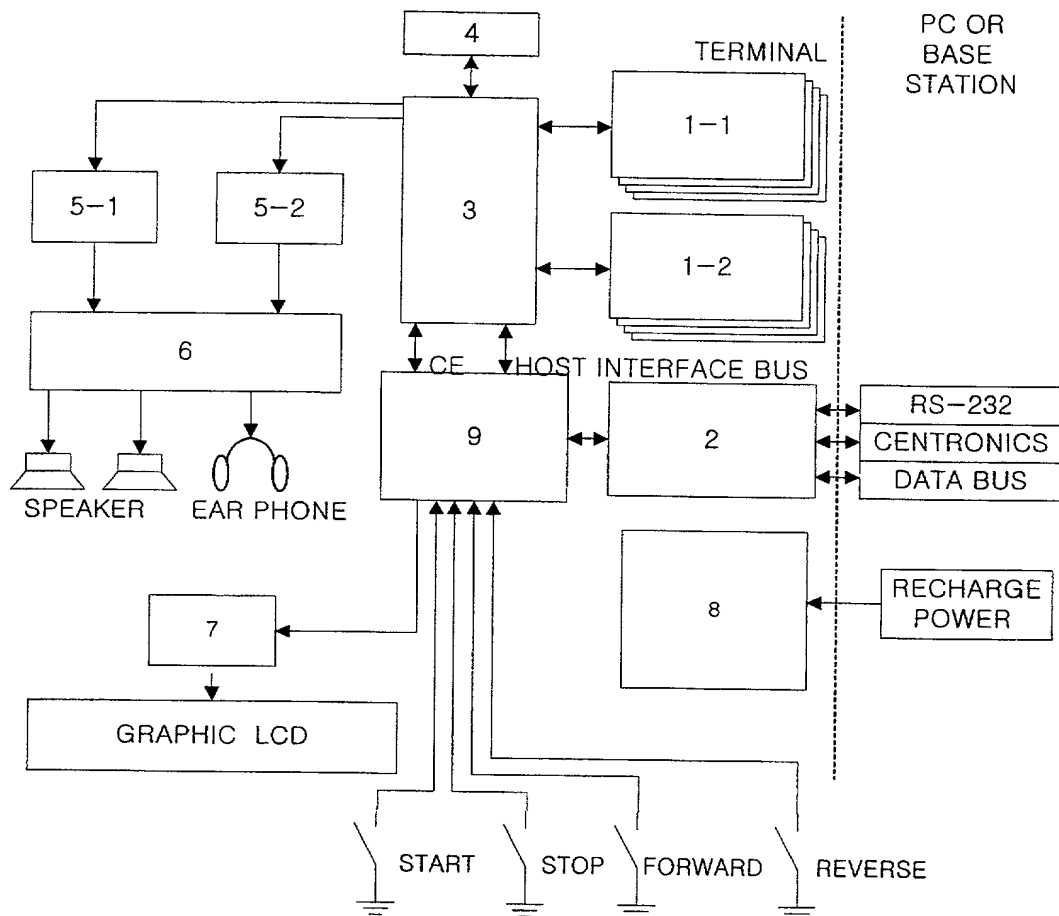 4
TERMINAL
PC OR
BASE
STATION
1-1
5-1
5-2
3
1-2
6
CE
HOST INTERFACE BUS
9
2
RS-232
CENTRONICS
DATA BUS
SPEAKER
EAR PHONE
7
8
RECHARGE
POWER
GRAPHIC LCD
START
STOP
FORWARD
REVERSE